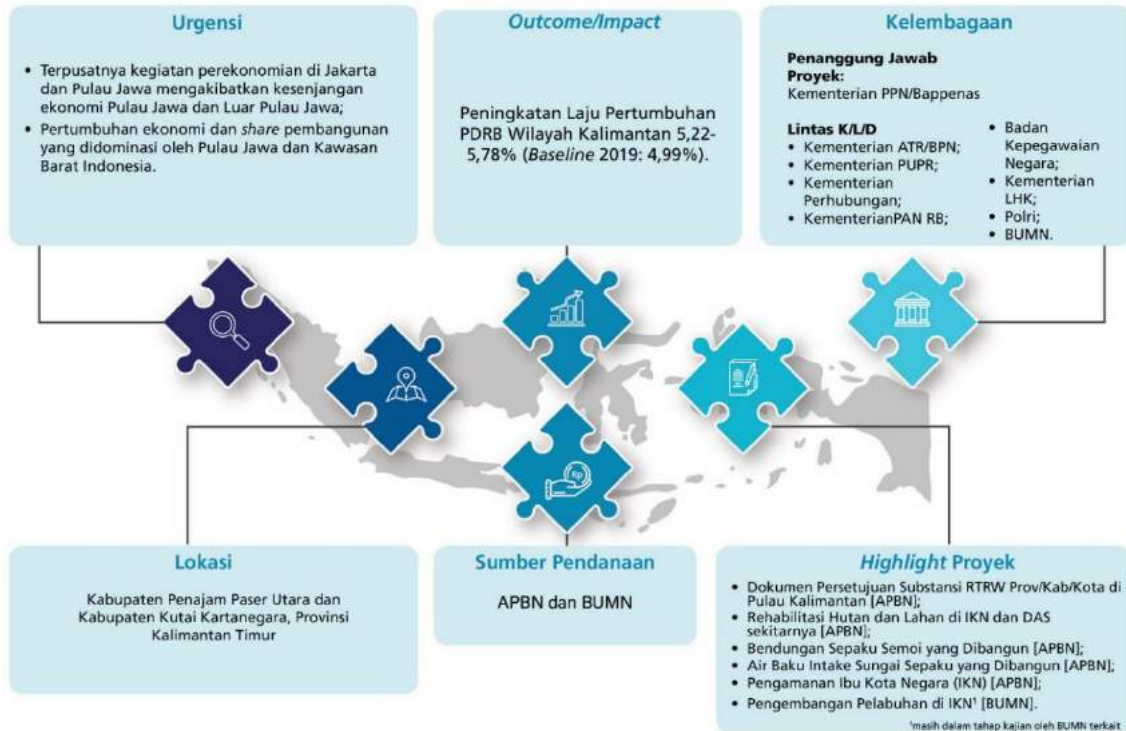 Urgensi
• Terpusatnya kegiatan perekonomian di Jakarta
dan Pulau Jawa mengakibatkan kesenjangan
ekonomi Pulau Jawa dan Luar Pulau Jawa;
• Pertumbuhan ekonomi dan share pembangunan
yang didominasi oleh Pulau Jawa dan Kawasan
Barat Indonesia.
Outcome/Impact
Peningkatan Laju Pertumbuhan
PDRB Wilayah Kalimantan 5,22-
5,78% (Baseline 2019: 4,99%).
Kelembagaan
Penanggung Jawab
Proyek:
Kementerian PPN/Bappenas
Lintas K/L/D
• Kementerian ATR/BPN;
• Kementerian PUPR;
• Kementerian
Perhubungan;
• KementerianPAN RB;
• Badan
Kepegawaian
Negara;
• Kementerian
LHK;
• Polri;
• BUMN.
Rp
Lokasi
Kabupaten Penajam Paser Utara dan
Kabupaten Kutai Kartanegara, Provinsi
Kalimantan Timur
Sumber Pendanaan
APBN dan BUMN
Highlight Proyek
• Dokumen Persetujuan Substansi RTRW Prov/Kab/Kota di
Pulau Kalimantan [APBN];
• Rehabilitasi Hutan dan Lahan di IKN dan DAS
sekitarnya [APBN];
• Bendungan Sepaku Semoi yang Dibangun [APBN];
• Air Baku Intake Sungai Sepaku yang Dibangun [APBN];
• Pengamanan Ibu Kota Negara (IKN) [APBN];
• Pengembangan Pelabuhan di IKN¹ [BUMN].
¹masih dalam tahap kajian oleh BUMN terkait